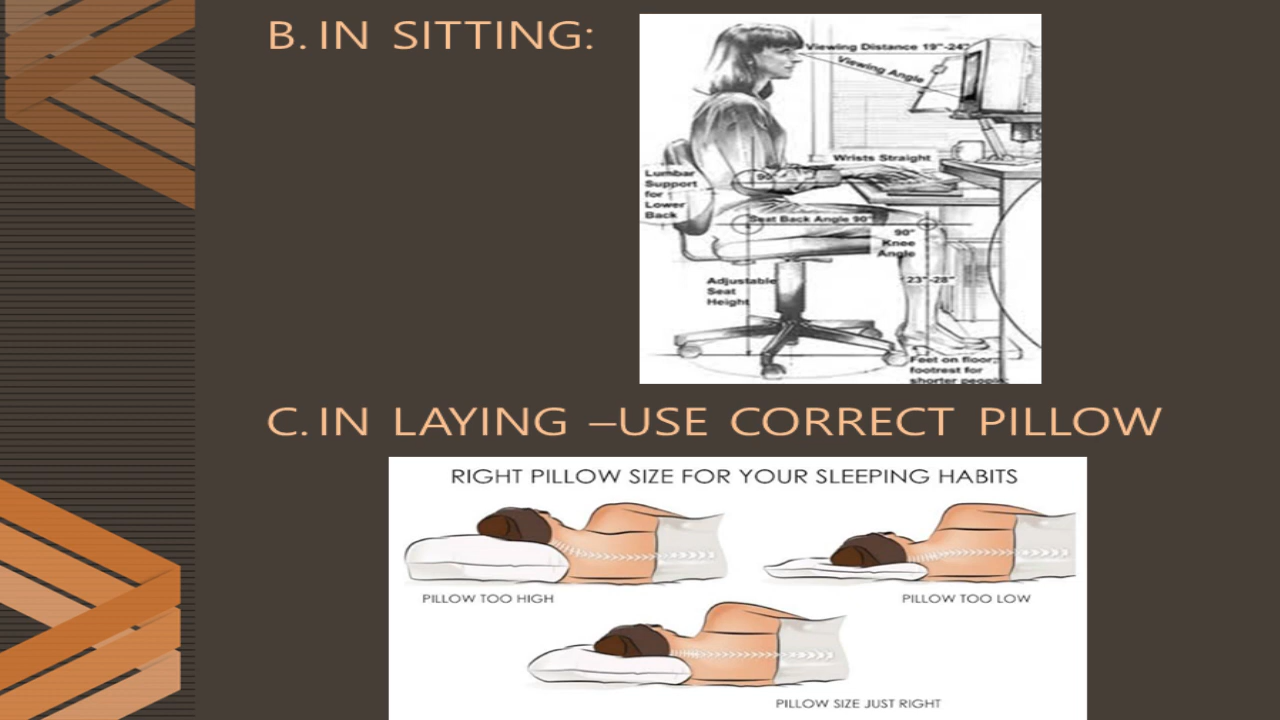 B. IN SITTING:
Viewing Distance 19"-24"
Viewing Angle
Wrists Straight
Lumbar
Support
for
Lower
Back
Seat Back Angle 90°
90°
Knee
Angle
Adjustable
Seat
Height
23"-28"
Feet on floor;
footrest for
shorter people
C. IN LAYING –USE CORRECT PILLOW
RIGHT PILLOW SIZE FOR YOUR SLEEPING HABITS
PILLOW TOO HIGH
PILLOW TOO LOW
PILLOW SIZE JUST RIGHT